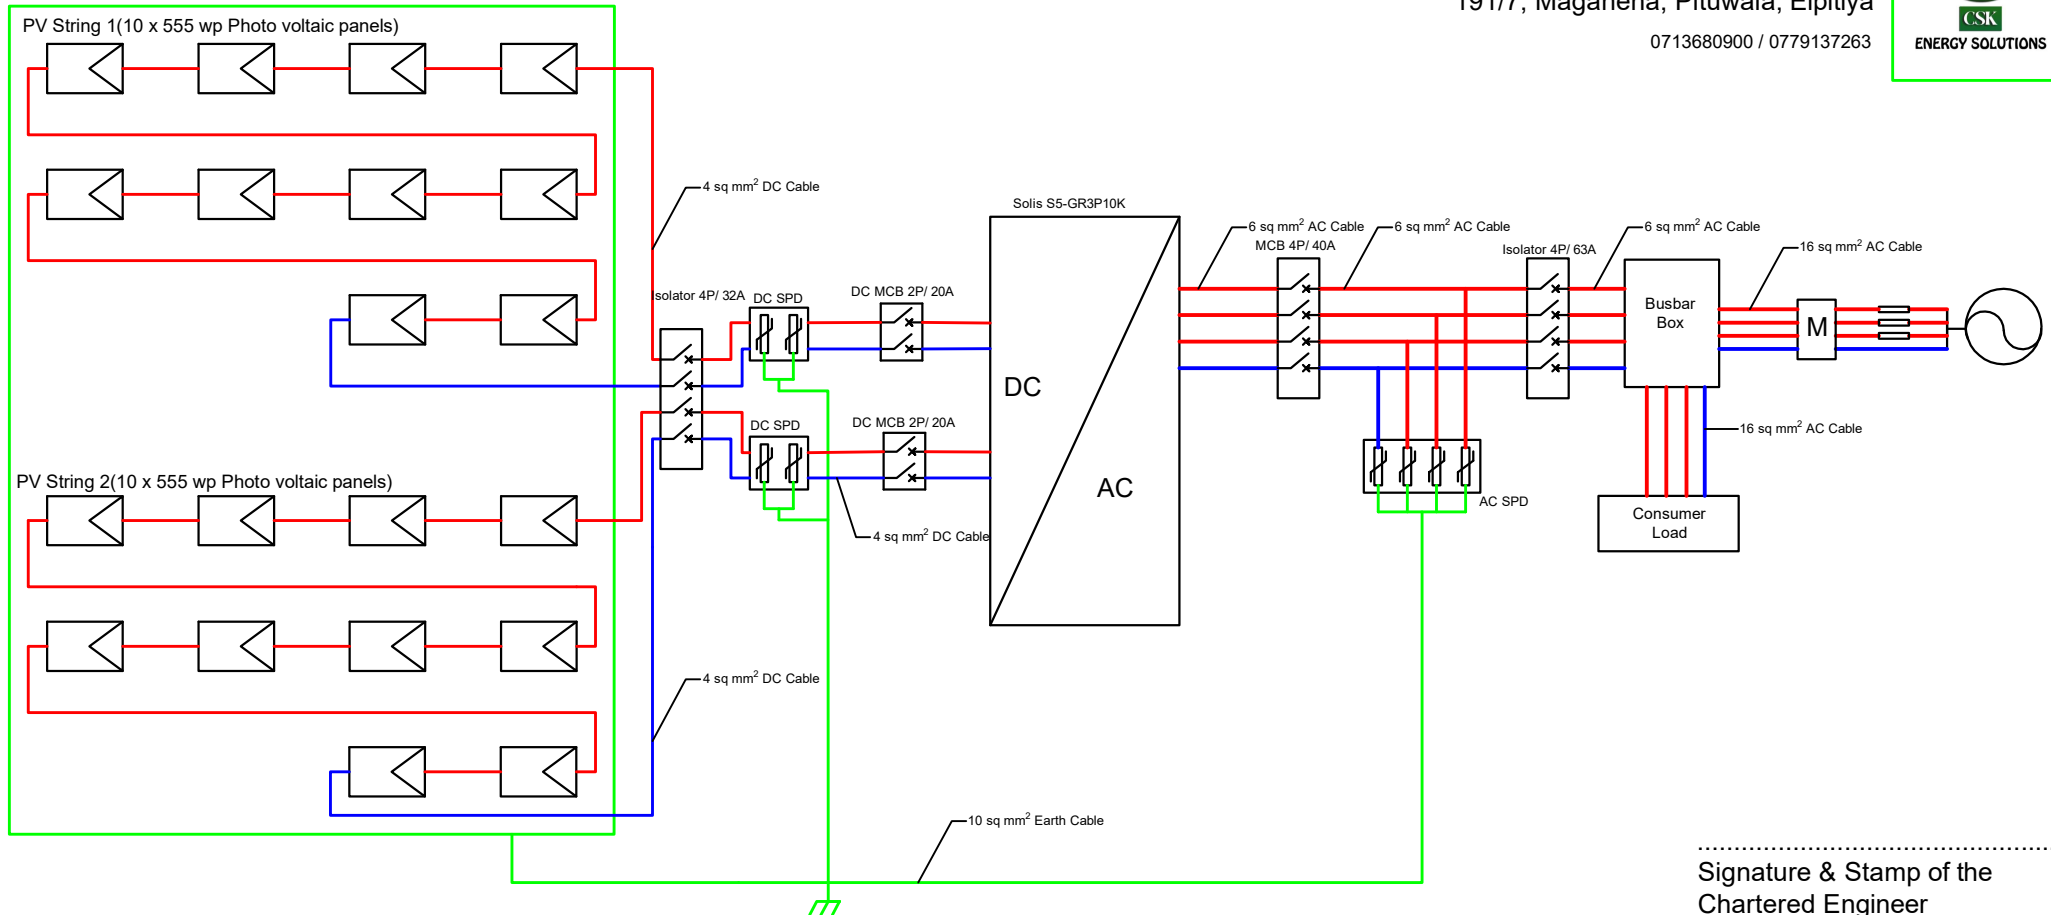 PV String 1(10 x 555 wp Photo voltaic panels)
191/7, Maganena, Pituwala, Elpitiya
0713680900 / 0779137263
CSK
ENERGY SOLUTIONS
4 sq mm² DC Cable
Solis S5-GR3P10K
6 sq mm² AC Cable
MCB 4P/ 40A
6 sq mm² AC Cable
Isolator 4P/ 63A
6 sq mm² AC Cable
16 sq mm² AC Cable
Isolator 4P/ 32A
DC SPD
DC MCB 2P/ 20A
Busbar
Box
M
DC
DC SPD
DC MCB 2P/ 20A
16 sq mm² AC Cable
PV String 2(10 x 555 wp Photo voltaic panels)
AC
AC SPD
Consumer
Load
4 sq mm² DC Cable
4 sq mm² DC Cable
10 sq mm² Earth Cable
Signature & Stamp of the
Chartered Engineer